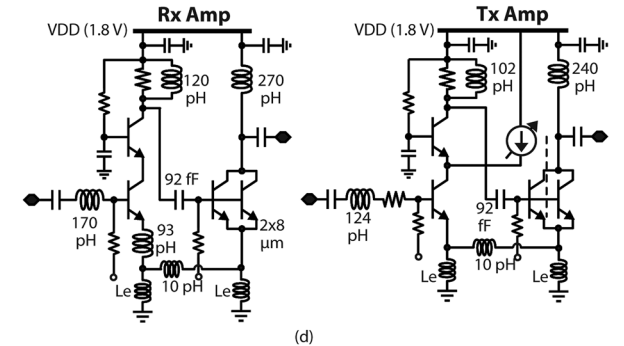 Rx Amp
VDD (1.8 V)
120
pH
270
pH
92 fF
170
pH
93
pH
2x8
μm
10 pH
Le
Le
Tx Amp
VDD (1.8 V)
102
pH
240
pH
124
pH
92
fF
10 pH
Le
Le
(d)